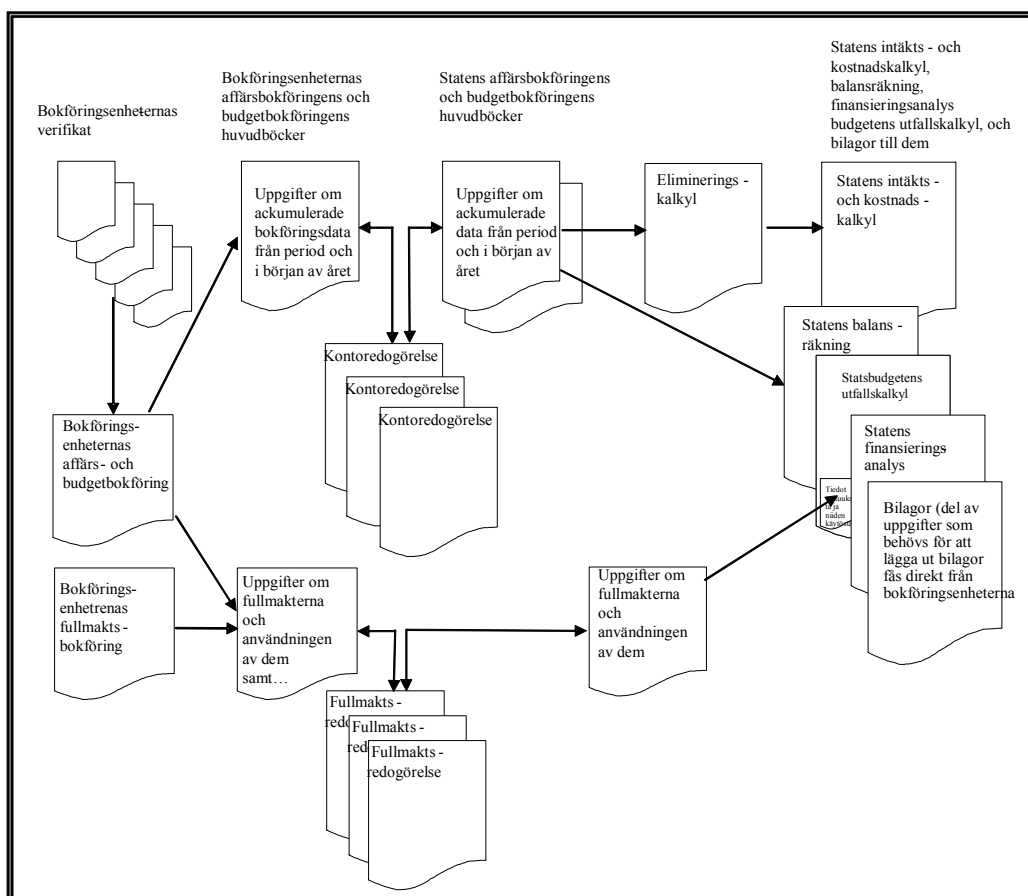 Bokföringsenheternas
verifikat
Bokföringsenheternas
affärsbokföringens och
budgetbokföringens
huvudböcker
Statens affärsbokföringens
och budgetbokföringens
huvudböcker
Statens intäkts - och
kostnadskalkyl,
balansräkning,
finansieringsanalys
budgetens utfallskalkyl, och
bilagor till dem
Uppgifter om
ackumulerade
bokföringsdata
från period och
i början av året
Uppgifter om
ackumulerade
data från period
och i början av
året
Eliminerings -
kalkyl
Statens intäkts -
och kostnads -
kalkyl
Statens balans -
räkning
Statsbudgetens
utfallskalkyl
Statens
finansierings-
analys
Tiedot
ta ja
niiden
Bilagor (del av
uppgifter som
behövs för att
lägga ut bilagor
fås direkt från
bokföringsenheterna
Kontoredogörelse
Kontoredogörelse
Kontoredogörelse
Bokförings-
enheternas
affärs- och
budgetbokföring
Bokförings-
enhetrenas
fullmakts -
bokföring
Uppgifter om
fullmakterna
och
användningen
av dem
samt…
Uppgifter om
fullmakterna
och
användningen
av dem
Fullmakts -
Fullmakts -
Fullmakts -
redogörelse